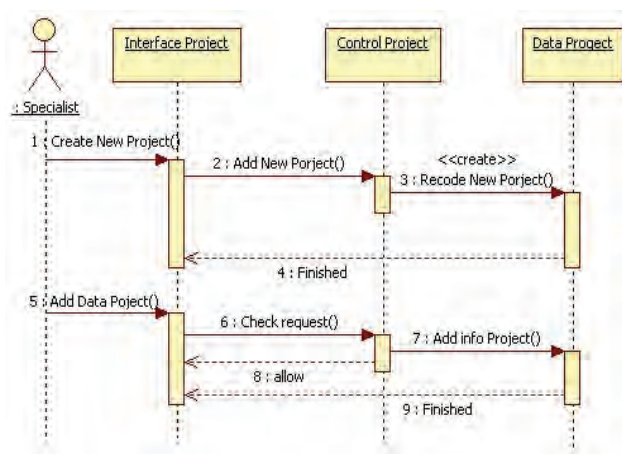 Interface Project
Control Project
Data Progect
: Specialist
1 : Create New Project()
2 : Add New Porject()
<<create>>
3 : Recode New Porject()
4 : Finished
5 : Add Data Poject()
6 : Check request()
7 : Add info Project()
8 : allow
9 : Finished